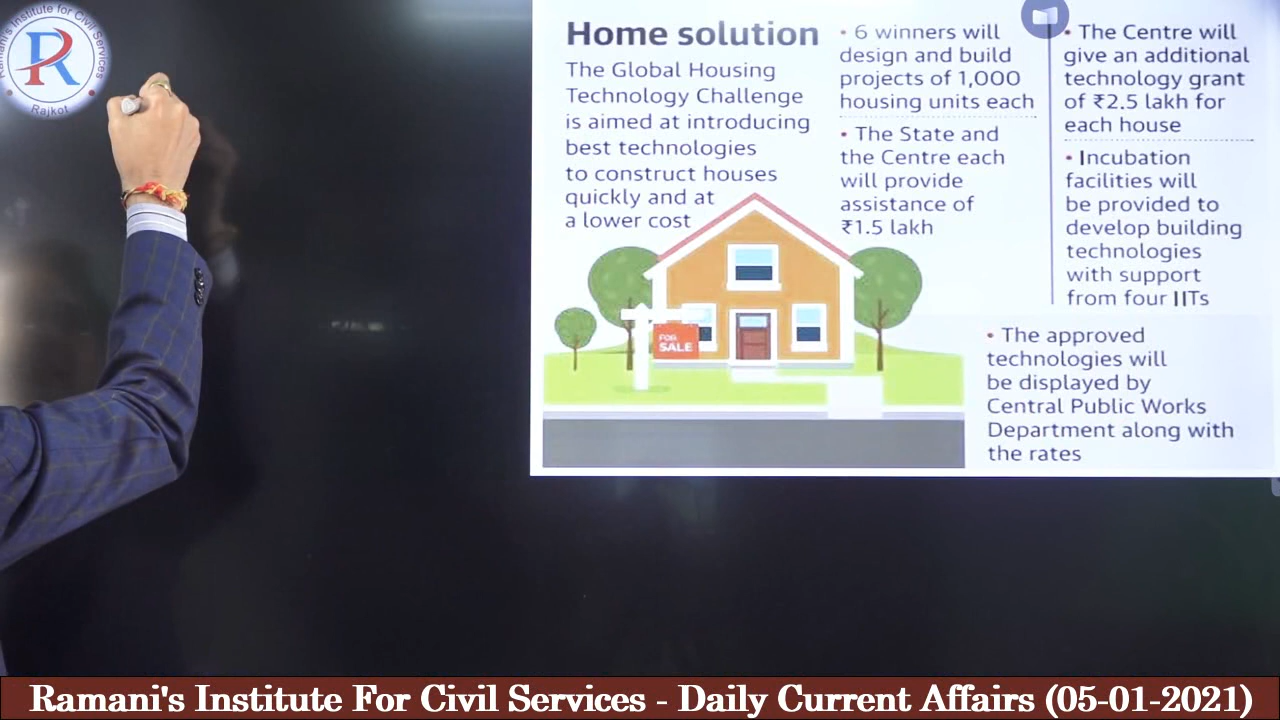 Ramani's Institute for Civil Services
R
Rajkot
Home solution
The Global Housing
Technology Challenge
is aimed at introducing
best technologies
to construct houses
quickly and at
a lower cost
FOR
SALE
• 6 winners will
design and build
projects of 1,000
housing units each
• The State and
the Centre each
will provide
assistance of
₹1.5 lakh
• The Centre will
give an additional
technology grant
of ₹2.5 lakh for
each house
• Incubation
facilities will
be provided to
develop building
technologies
with support
from four IITs
• The approved
technologies will
be displayed by
Central Public Works
Department along with
the rates
Ramani's Institute For Civil Services - Daily Current Affairs (05-01-2021)